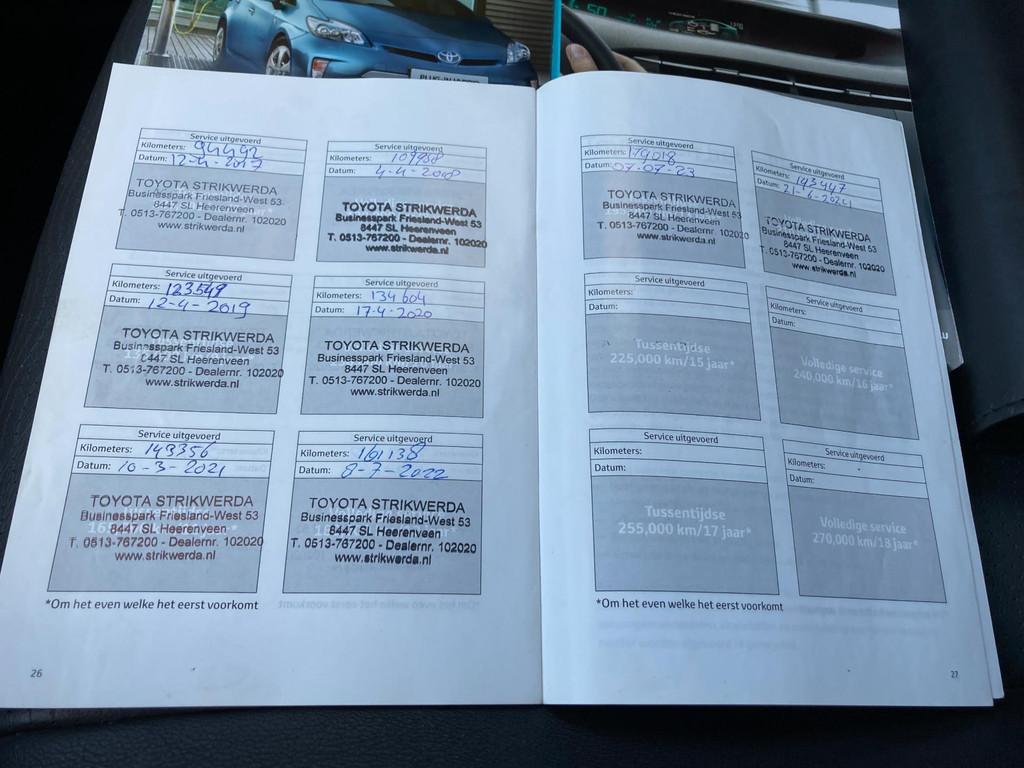 PLUG-IN HYBRID
Service uitgevoerd
Kilometers: 94492
Datum: 12-4-2017
TOYOTA STRIKWERDA
Businesspark Friesland-West 53
8447 SL Heerenveen
T. 0513-767200 - Dealernr. 102020
www.strikwerda.nl
Service uitgevoerd
Kilometers: 109958
Datum: 4-4-2018
TOYOTA STRIKWERDA
Businesspark Friesland-West 53
8447 SL Heerenveen
T. 0513-767200 - Dealernr. 102020
www.strikwerda.nl
Service uitgevoerd
Kilometers: 123549
Datum: 12-4-2019
TOYOTA STRIKWERDA
Businesspark Friesland-West 53
8447 SL Heerenveen
T. 0513-767200 - Dealernr. 102020
www.strikwerda.nl
Service uitgevoerd
Kilometers: 134604
Datum: 17-4-2020
TOYOTA STRIKWERDA
Businesspark Friesland-West 53
8447 SL Heerenveen
T. 0513-767200 - Dealernr. 102020
www.strikwerda.nl
Service uitgevoerd
Kilometers: 149356
Datum: 10-3-2021
TOYOTA STRIKWERDA
Businesspark Friesland-West 53
8447 SL Heerenveen
T. 0513-767200 - Dealernr. 102020
www.strikwerda.nl
Service uitgevoerd
Kilometers: 161138
Datum: 8-7-2022
TOYOTA STRIKWERDA
Businesspark Friesland-West 53
8447 SL Heerenveen
T. 0513-767200 - Dealernr. 102020
www.strikwerda.nl
*Om het even welke het eerst voorkomt
26
Service uitgevoerd
Kilometers: 174018
Datum: 07-07-23
TOYOTA STRIKWERDA
Businesspark Friesland-West 53
8447 SL Heerenveen
T. 0513-767200 - Dealernr. 102020
www.strikwerda.nl
Service uitgevoerd
Kilometers:
Datum:
TOYOTA STRIKWERDA
Businesspark Friesland-West 53
8447 SL Heerenveen
T. 0513-767200 - Dealernr. 102020
www.strikwerda.nl
Service uitgevoerd
Kilometers:
Datum:
Tussentijdse
225,000 km/15 jaar*
Service uitgevoerd
Kilometers:
Datum:
Volledige service
240,000 km/16 jaar*
Service uitgevoerd
Kilometers:
Datum:
Tussentijdse
255,000 km/17 jaar*
Service uitgevoerd
Kilometers:
Datum:
Volledige service
270,000 km/18 jaar*
*Om het even welke het eerst voorkomt
27